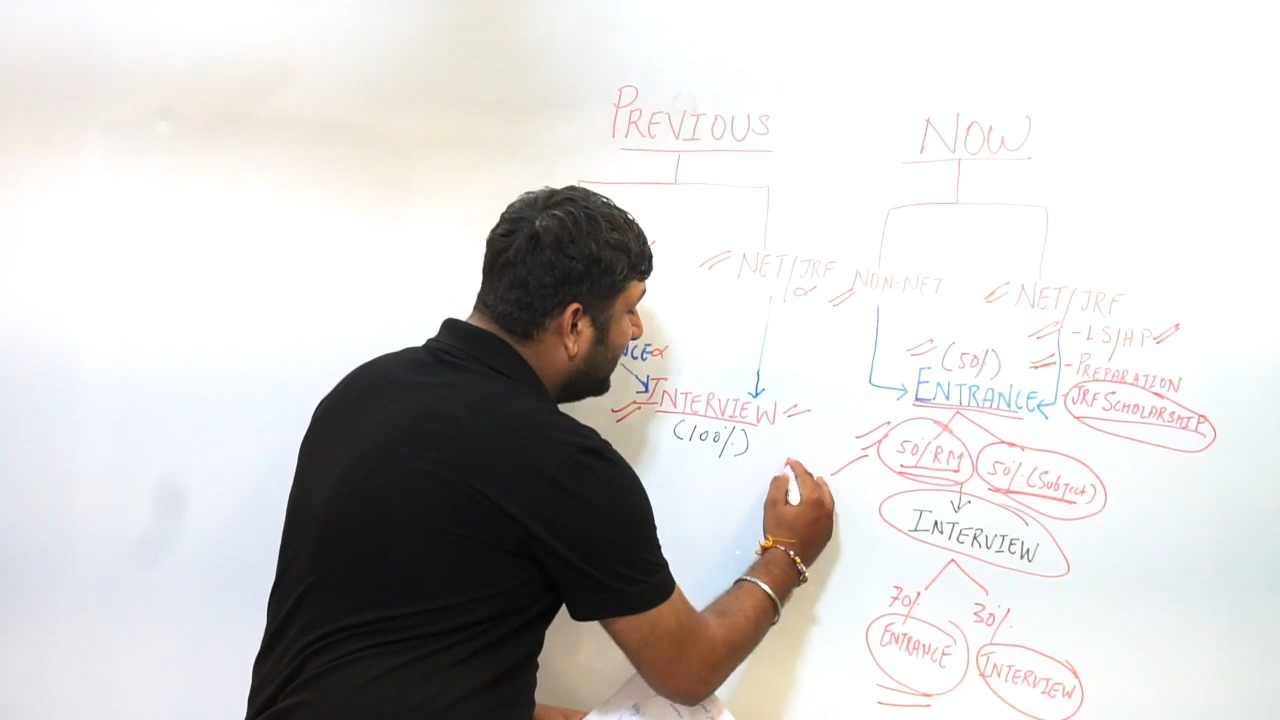 PREVIOUS
NET/JRF
INTERVIEW
(100%)
NOW
NON-NET
NET/JRF
- LS/AP
- PREPARATION
- JRF SCHOLARSHIP
(50%)
ENTRANCE
50% RM
50% (Subject)
INTERVIEW
70%
30%
ENTRANCE
INTERVIEW